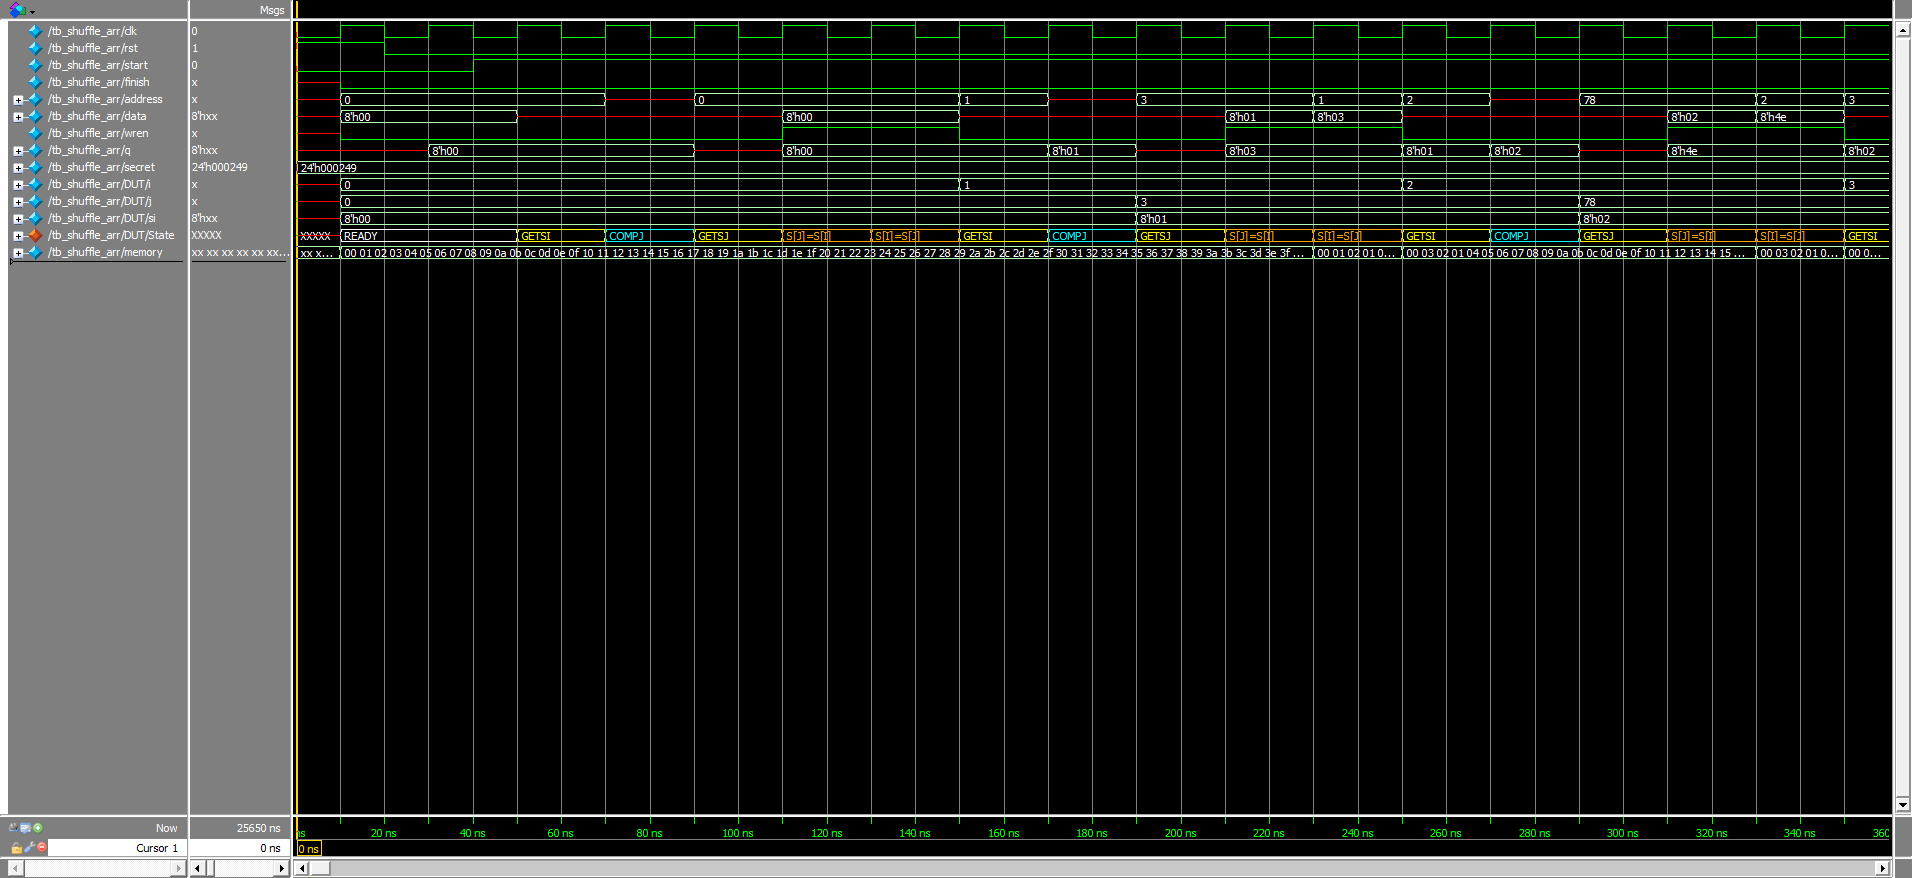 Msgs
/tb_shuffle_arr/clk 0
/tb_shuffle_arr/rst 1
/tb_shuffle_arr/start 0
/tb_shuffle_arr/finish x
/tb_shuffle_arr/address x 0 0 1 3 1 2 78 2 3
/tb_shuffle_arr/data 8'hxx 8'h00 8'h00 8'h01 8'h03 8'h02 8'h4e
/tb_shuffle_arr/wren x
/tb_shuffle_arr/q 8'hxx 8'h00 8'h00 8'h01 8'h03 8'h01 8'h02 8'h4e 8'h02
/tb_shuffle_arr/secret 24'h000249 24'h000249
/tb_shuffle_arr/DUT/i x 0 1 2 3
/tb_shuffle_arr/DUT/j x 0 3 78
/tb_shuffle_arr/DUT/si 8'hxx 8'h00 8'h01 8'h02
/tb_shuffle_arr/DUT/State XXXXX XXXXX READY GETSI COMPJ GETSJ S[J]=S[I] S[I]=S[J] GETSI COMPJ GETSJ S[J]=S[I] S[I]=S[J] GETSI COMPJ GETSJ S[J]=S[I] S[I]=S[J] GETSI
/tb_shuffle_arr/memory xx xx xx xx xx xx... xx x... 00 01 02 03 04 05 06 07 08 09 0a 0b 0c 0d 0e 0f 10 11 12 13 14 15 16 17 18 19 1a 1b 1c 1d 1e 1f 20 21 22 23 24 25 26 27 28 29 2a 2b 2c 2d 2e 2f 30 31 32 33 34 35 36 37 38 39 3a 3b 3c 3d 3e 3f ... 00 01 02 01 0... 00 03 02 01 04 05 06 07 08 09 0a 0b 0c 0d 0e 0f 10 11 12 13 14 15 ... 00 03 02 01 0... 00 0...
Now 25650 ns ns 20 ns 40 ns 60 ns 80 ns 100 ns 120 ns 140 ns 160 ns 180 ns 200 ns 220 ns 240 ns 260 ns 280 ns 300 ns 320 ns 340 ns 360
Cursor 1 0 ns 0 ns